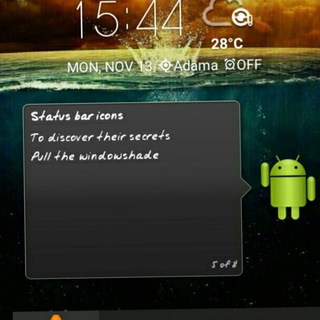 15:44
28°C
MON, NOV 13, Adama OFF
Status bar icons
To discover their secrets
Pull the windowshade
5 of 8